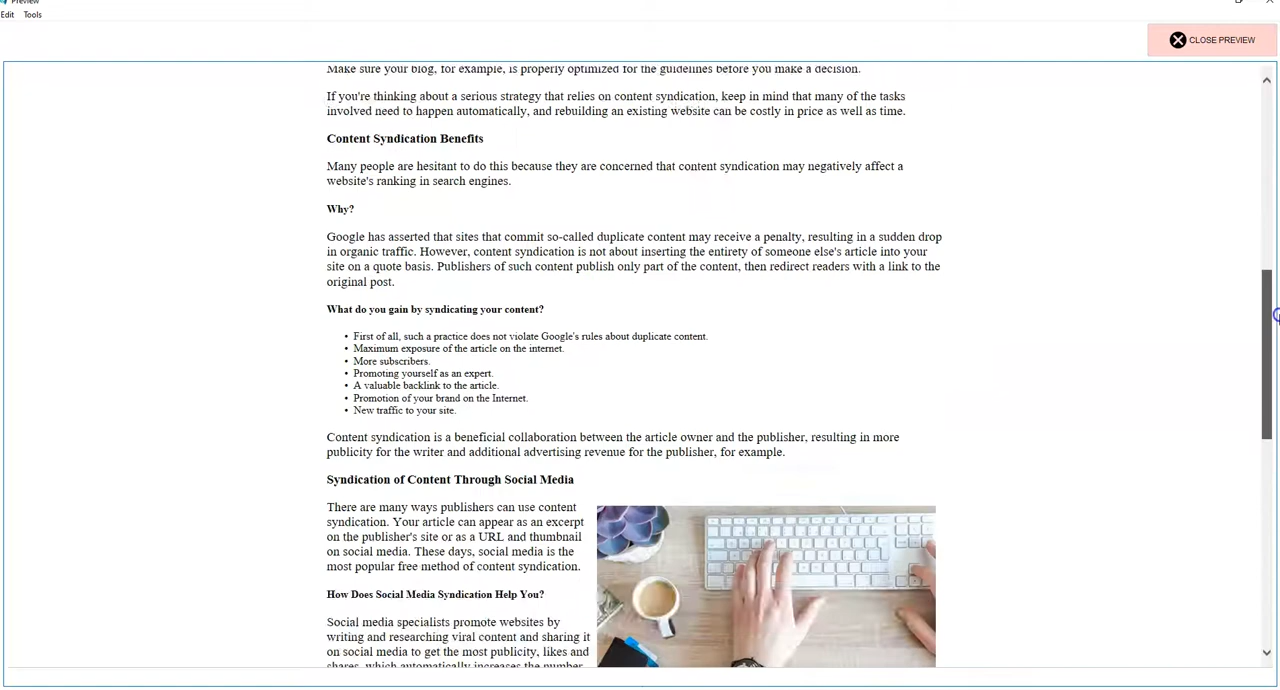 Preview
Edit Tools
CLOSE PREVIEW
Make sure your blog, for example, is properly optimized for the guidelines before you make a decision.
If you're thinking about a serious strategy that relies on content syndication, keep in mind that many of the tasks
involved need to happen automatically, and rebuilding an existing website can be costly in price as well as time.
Content Syndication Benefits
Many people are hesitant to do this because they are concerned that content syndication may negatively affect a
website's ranking in search engines.
Why?
Google has asserted that sites that commit so-called duplicate content may receive a penalty, resulting in a sudden drop
in organic traffic. However, content syndication is not about inserting the entirety of someone else's article into your
site on a quote basis. Publishers of such content publish only part of the content, then redirect readers with a link to the
original post.
What do you gain by syndicating your content?
• First of all, such a practice does not violate Google's rules about duplicate content.
• Maximum exposure of the article on the internet.
• More subscribers.
• Promoting yourself as an expert.
• A valuable backlink to the article.
• Promotion of your brand on the Internet.
• New traffic to your site.
Content syndication is a beneficial collaboration between the article owner and the publisher, resulting in more
publicity for the writer and additional advertising revenue for the publisher, for example.
Syndication of Content Through Social Media
There are many ways publishers can use content
syndication. Your article can appear as an excerpt
on the publisher's site or as a URL and thumbnail
on social media. These days, social media is the
most popular free method of content syndication.
How Does Social Media Syndication Help You?
Social media specialists promote websites by
writing and researching viral content and sharing it
on social media to get the most publicity, likes and
shares, which automatically increases the number